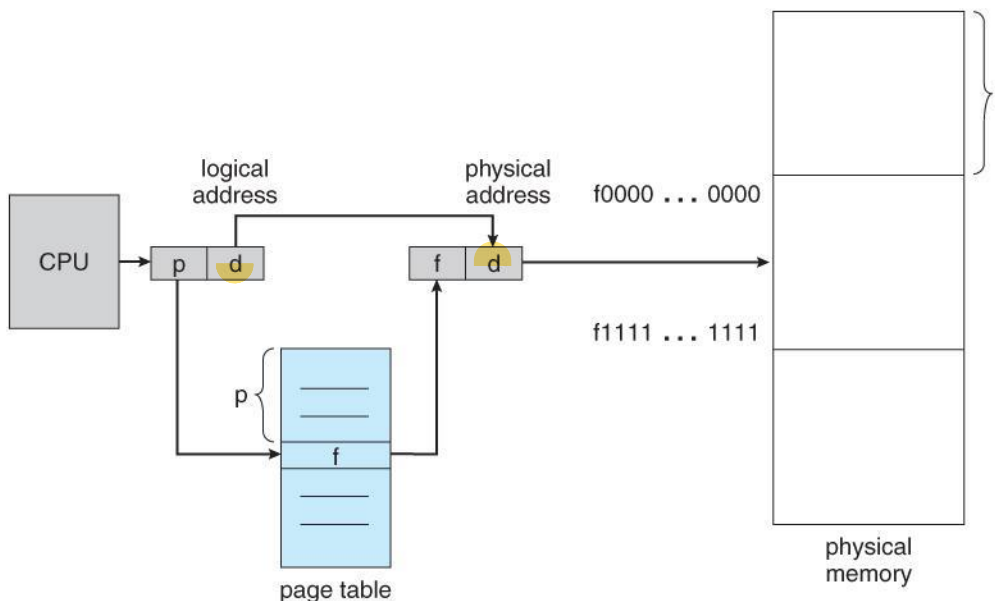 logical
address
physical
address
f0000 ... 0000
CPU
p
d
f
d
f1111 ... 1111
p
f
page table
physical
memory